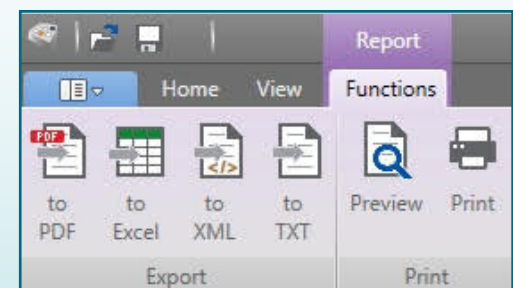 Report
Home View Functions
PDF
</>
to to to to Preview Print
PDF Excel XML TXT
Export Print